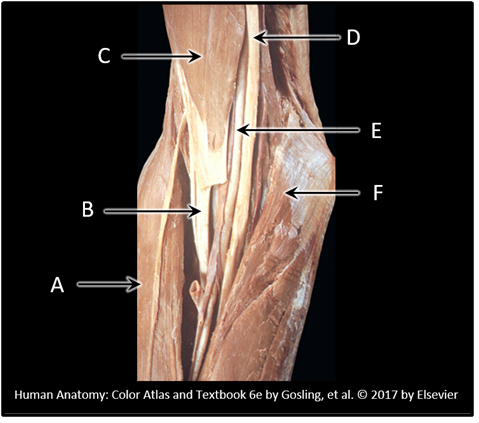 D
C
E
F
B
A
Human Anatomy: Color Atlas and Textbook 6e by Gosling, et al. © 2017 by Elsevier